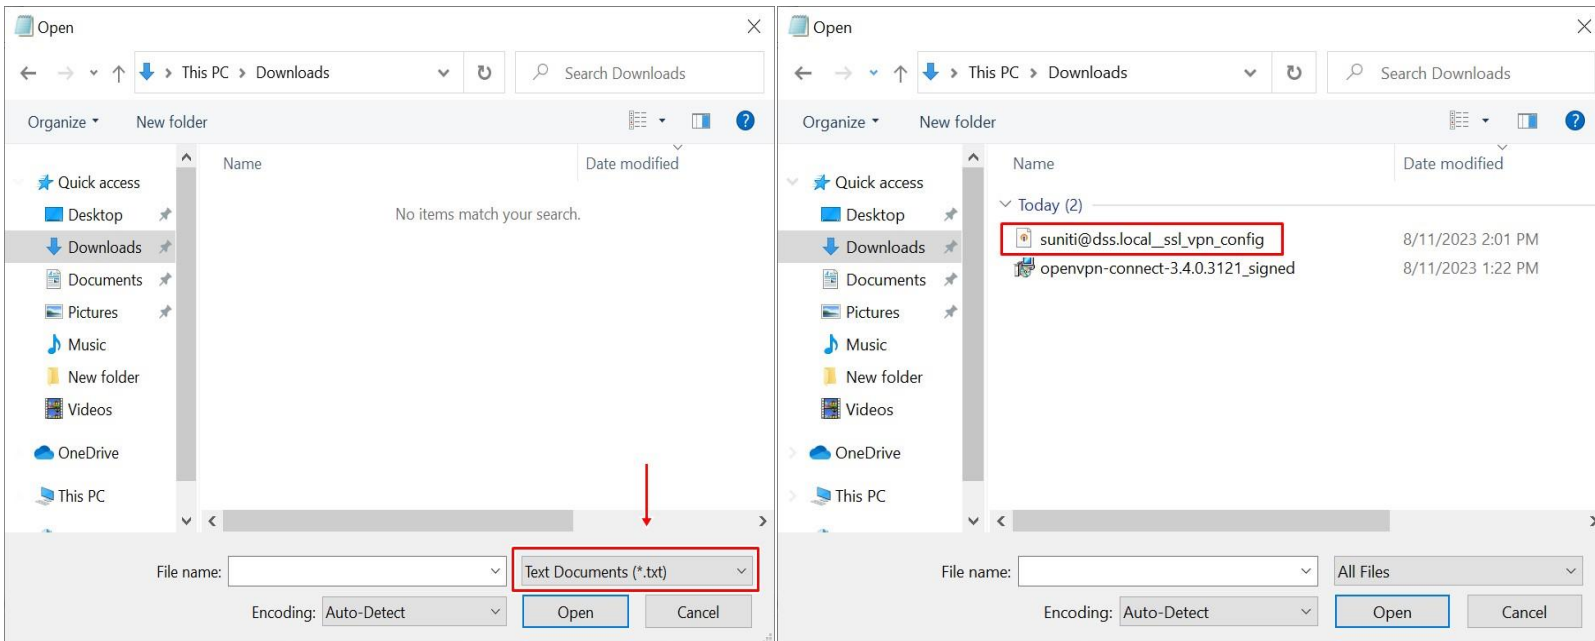 Open
This PC > Downloads
Search Downloads
Organize
New folder
Name
Date modified
Quick access
Desktop
Downloads
Documents
Pictures
Music
New folder
Videos
OneDrive
This PC
No items match your search.
File name:
Text Documents (*.txt)
Encoding: Auto-Detect
Open
Cancel
Open
This PC > Downloads
Search Downloads
Organize
New folder
Name
Date modified
Quick access
Desktop
Downloads
Documents
Pictures
Music
New folder
Videos
OneDrive
This PC
Today (2)
suniti@dss.local__ssl_vpn_config
8/11/2023 2:01 PM
openvpn-connect-3.4.0.3121_signed
8/11/2023 1:22 PM
File name:
All Files
Encoding: Auto-Detect
Open
Cancel